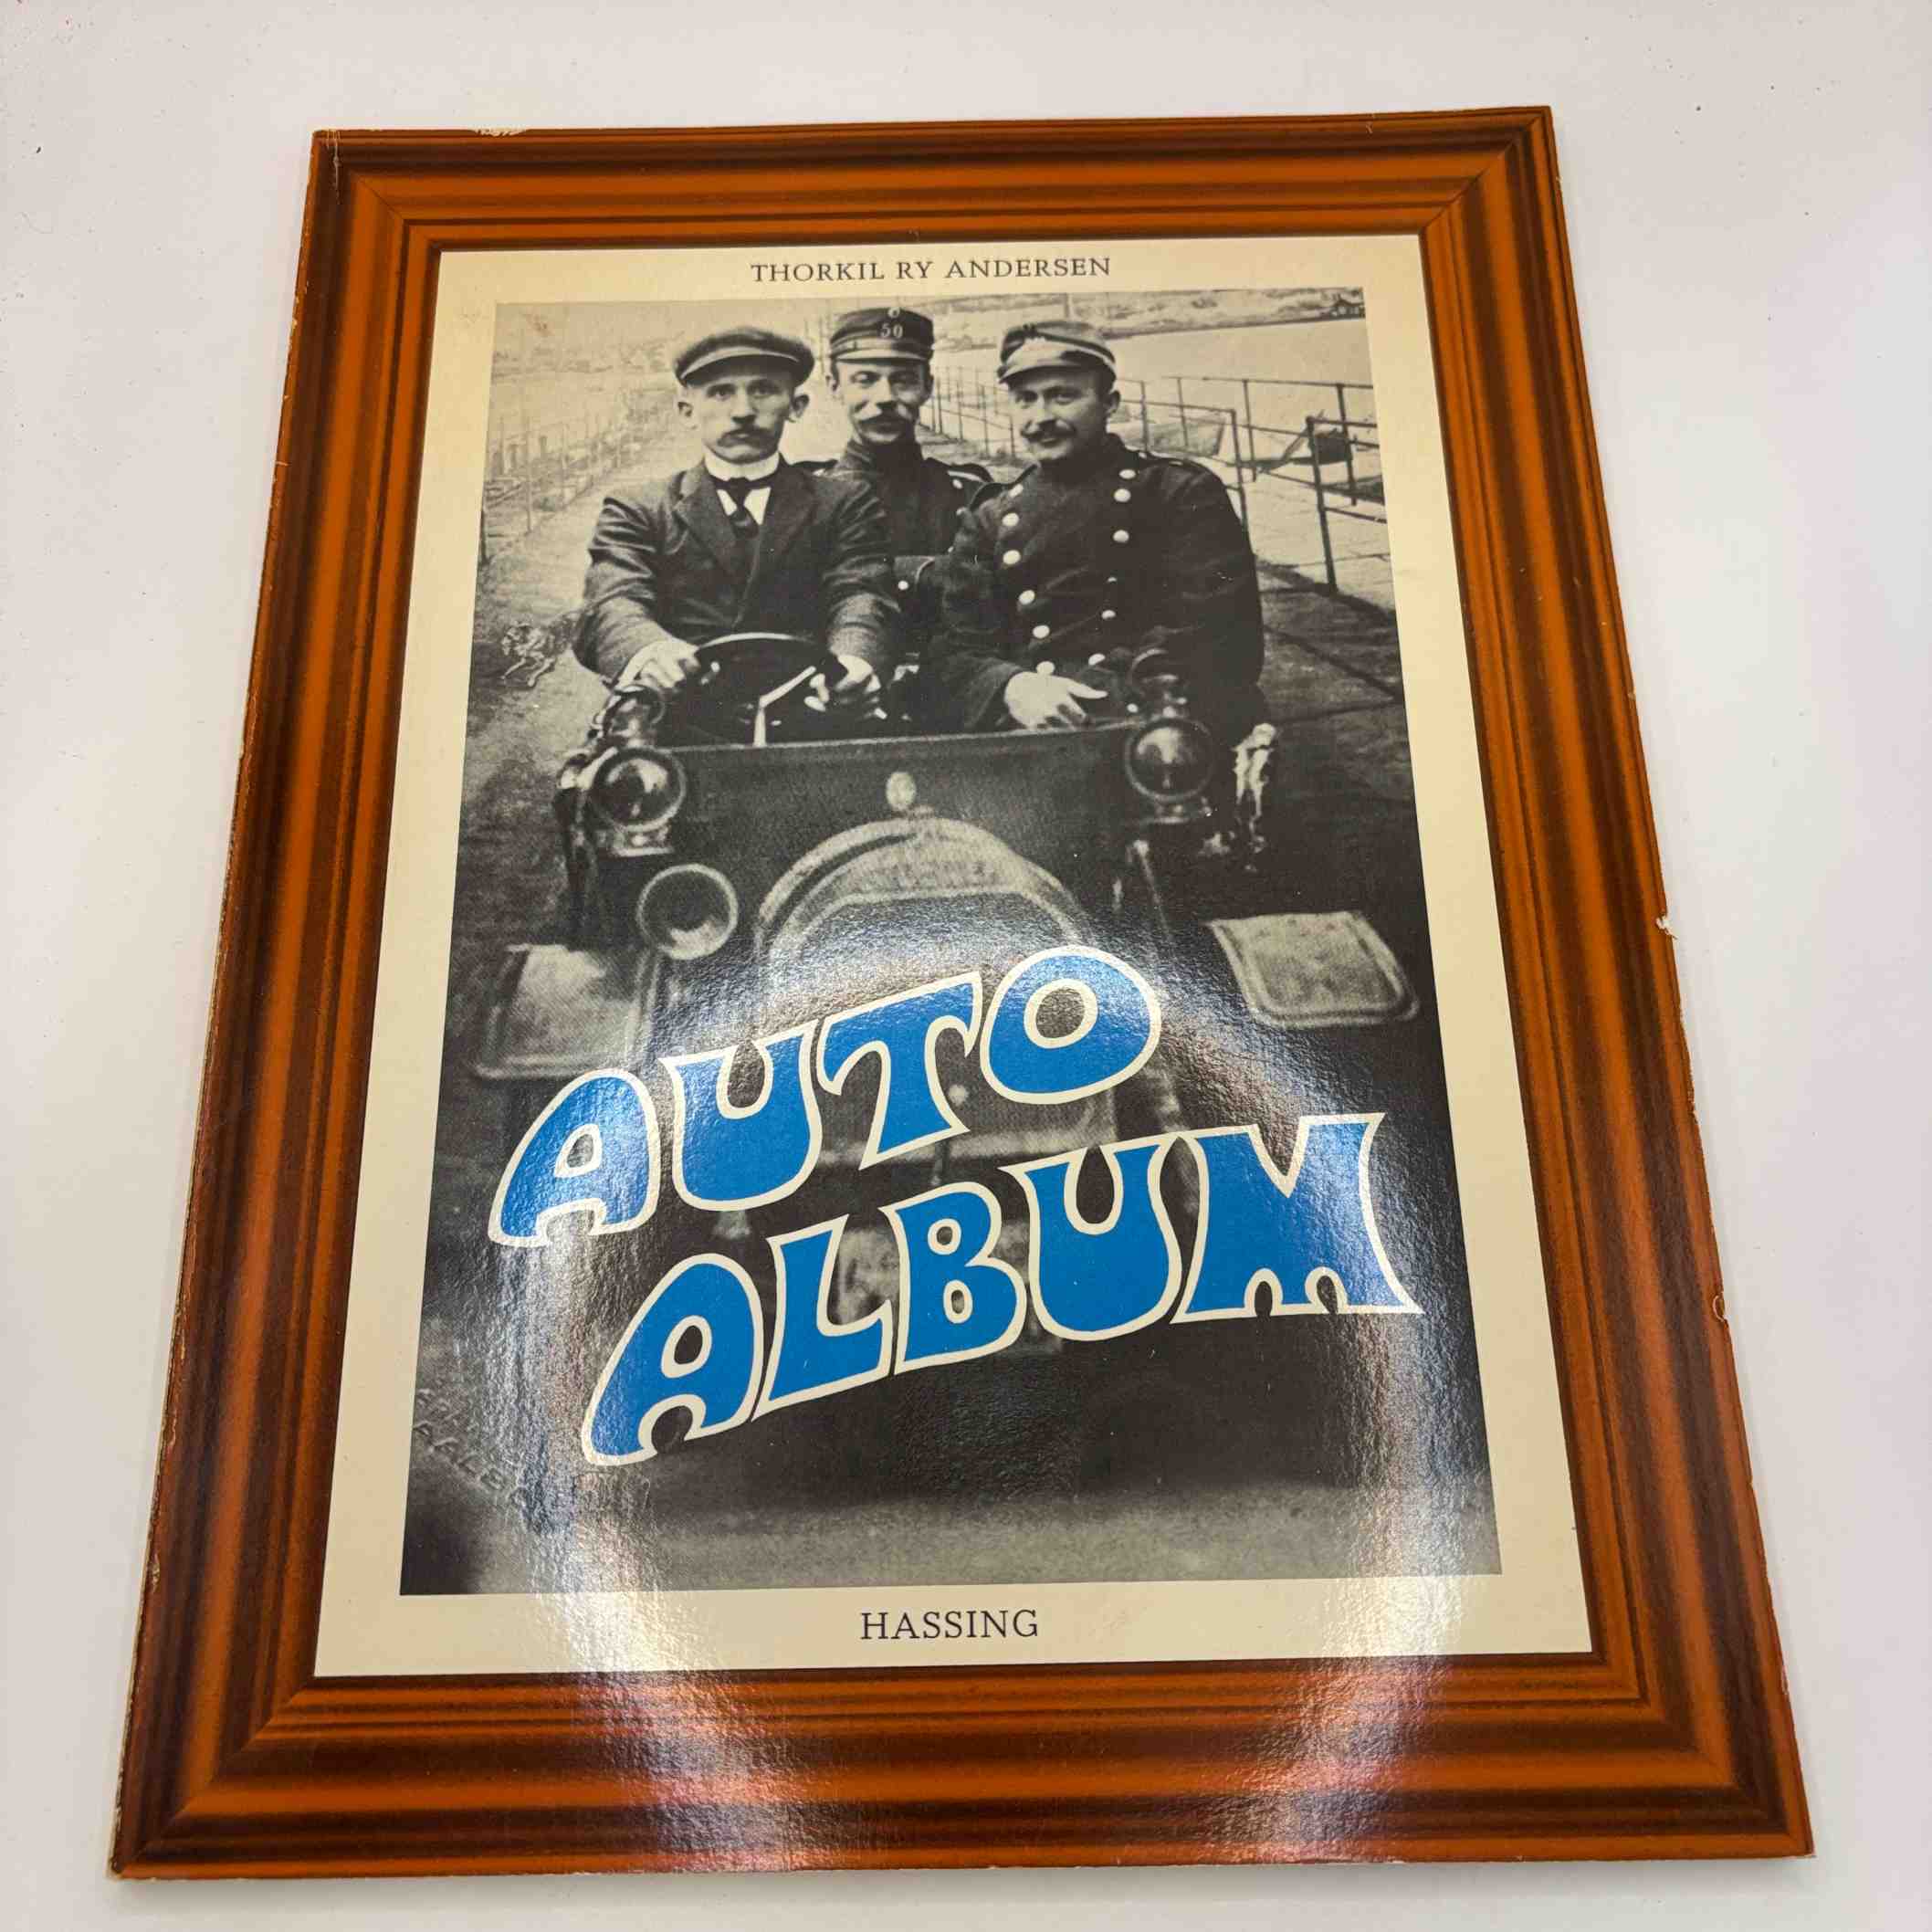 THORKIL RY ANDERSEN
50
AUTO
ALBUM
HASSING